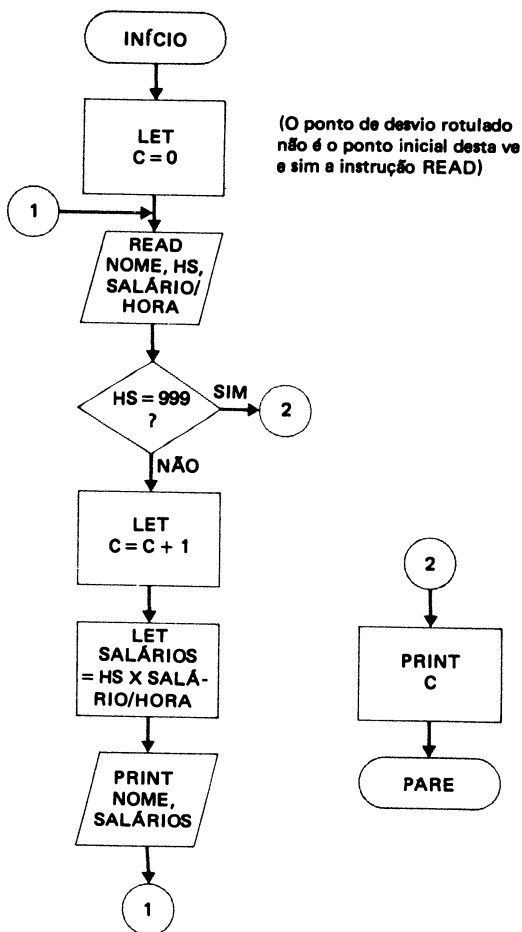 INÍCIO
LET
C = 0
(O ponto de desvio rotulado
não é o ponto inicial desta ve
e sim a instrução READ)
1
READ
NOME, HS,
SALÁRIO/
HORA
HS = 999
?
SIM
2
NÃO
LET
C = C + 1
LET
SALÁRIOS
= HS X SALÁ-
RIO/HORA
PRINT
NOME,
SALÁRIOS
1
2
PRINT
C
PARE